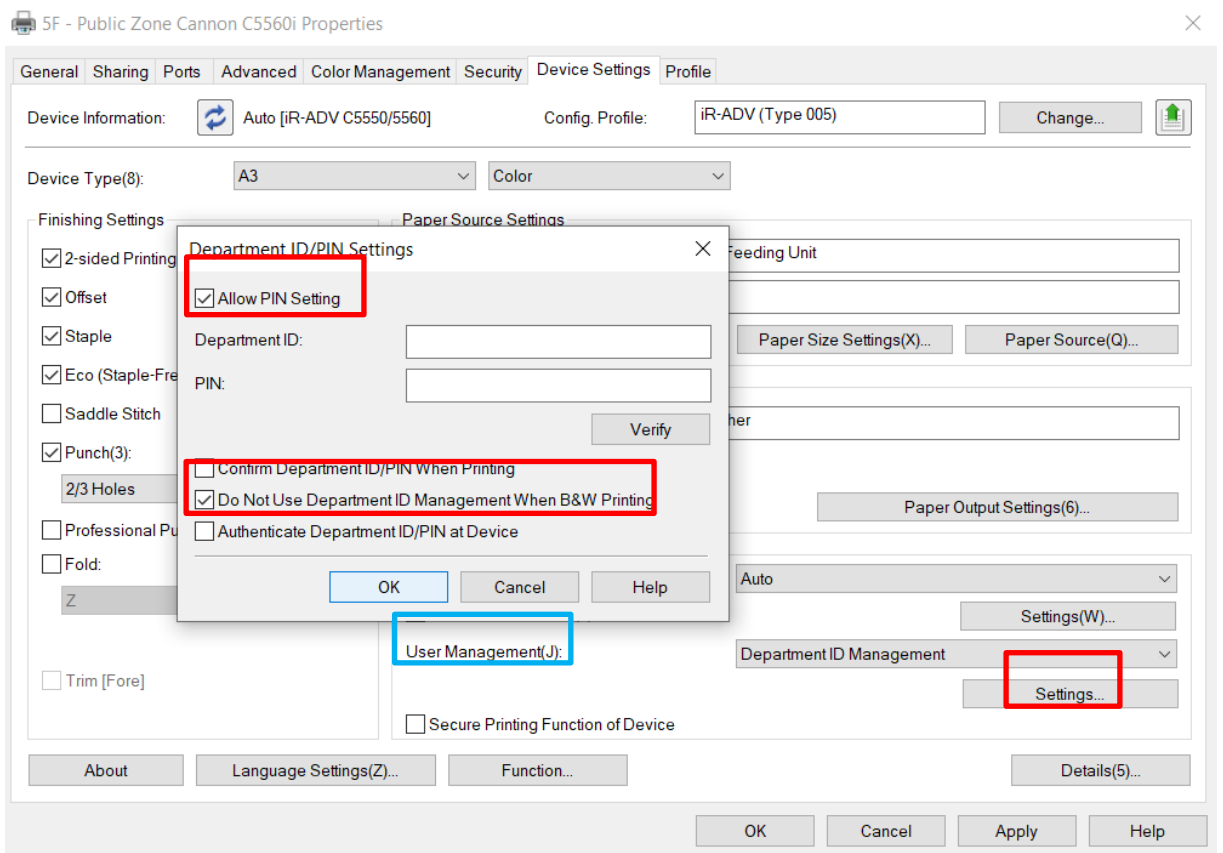 5F - Public Zone Cannon C5560i Properties
General Sharing Ports Advanced Color Management Security Device Settings Profile
Device Information: Auto [iR-ADV C5550/5560] Config. Profile: iR-ADV (Type 005) Change...
Device Type(8): A3 Color
Finishing Settings
2-sided Printing
Offset
Staple
Eco (Staple-Fre
Saddle Stitch
Punch(3):
2/3 Holes
Professional Pu
Fold:
Z
Trim [Fore]
Paper Source Settings
Feeding Unit
Paper Size Settings(X)... Paper Source(Q)...
her
Paper Output Settings(6)...
Department ID/PIN Settings
Allow PIN Setting
Department ID:
PIN:
Verify
Confirm Department ID/PIN When Printing
Do Not Use Department ID Management When B&W Printing
Authenticate Department ID/PIN at Device
OK Cancel Help
Auto
Settings(W)...
User Management(J): Department ID Management
Settings...
Secure Printing Function of Device
About Language Settings(Z)... Function... Details(5)...
OK Cancel Apply Help